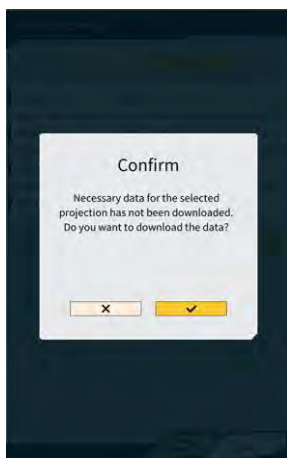 Confirm
Necessary data for the selected
projection has not been downloaded.
Do you want to download the data?